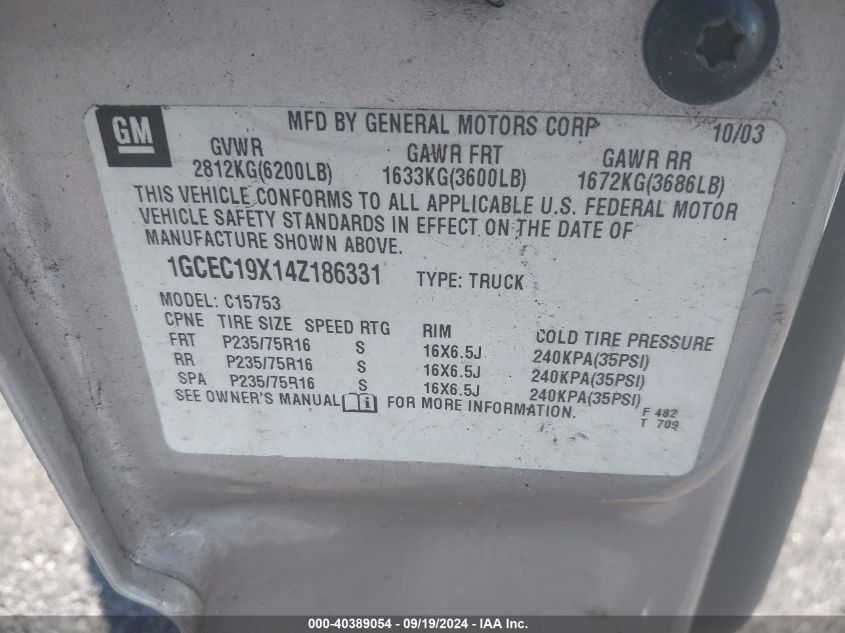 GM
MFD BY GENERAL MOTORS CORP 10/03
GVWR GAWR FRT GAWR RR
2812KG(6200LB) 1633KG(3600LB) 1672KG(3686LB)
THIS VEHICLE CONFORMS TO ALL APPLICABLE U.S. FEDERAL MOTOR
VEHICLE SAFETY STANDARDS IN EFFECT ON THE DATE OF
MANUFACTURE SHOWN ABOVE.
1GCEC19X14Z186331 TYPE: TRUCK
MODEL: C15753
CPNE TIRE SIZE SPEED RTG RIM COLD TIRE PRESSURE
FRT P235/75R16 S 16X6.5J 240KPA(35PSI)
RR P235/75R16 S 16X6.5J 240KPA(35PSI)
SPA P235/75R16 S 16X6.5J 240KPA(35PSI)
SEE OWNER'S MANUAL FOR MORE INFORMATION. F 482
T 709
000-40389054 - 09/19/2024 - IAA Inc.